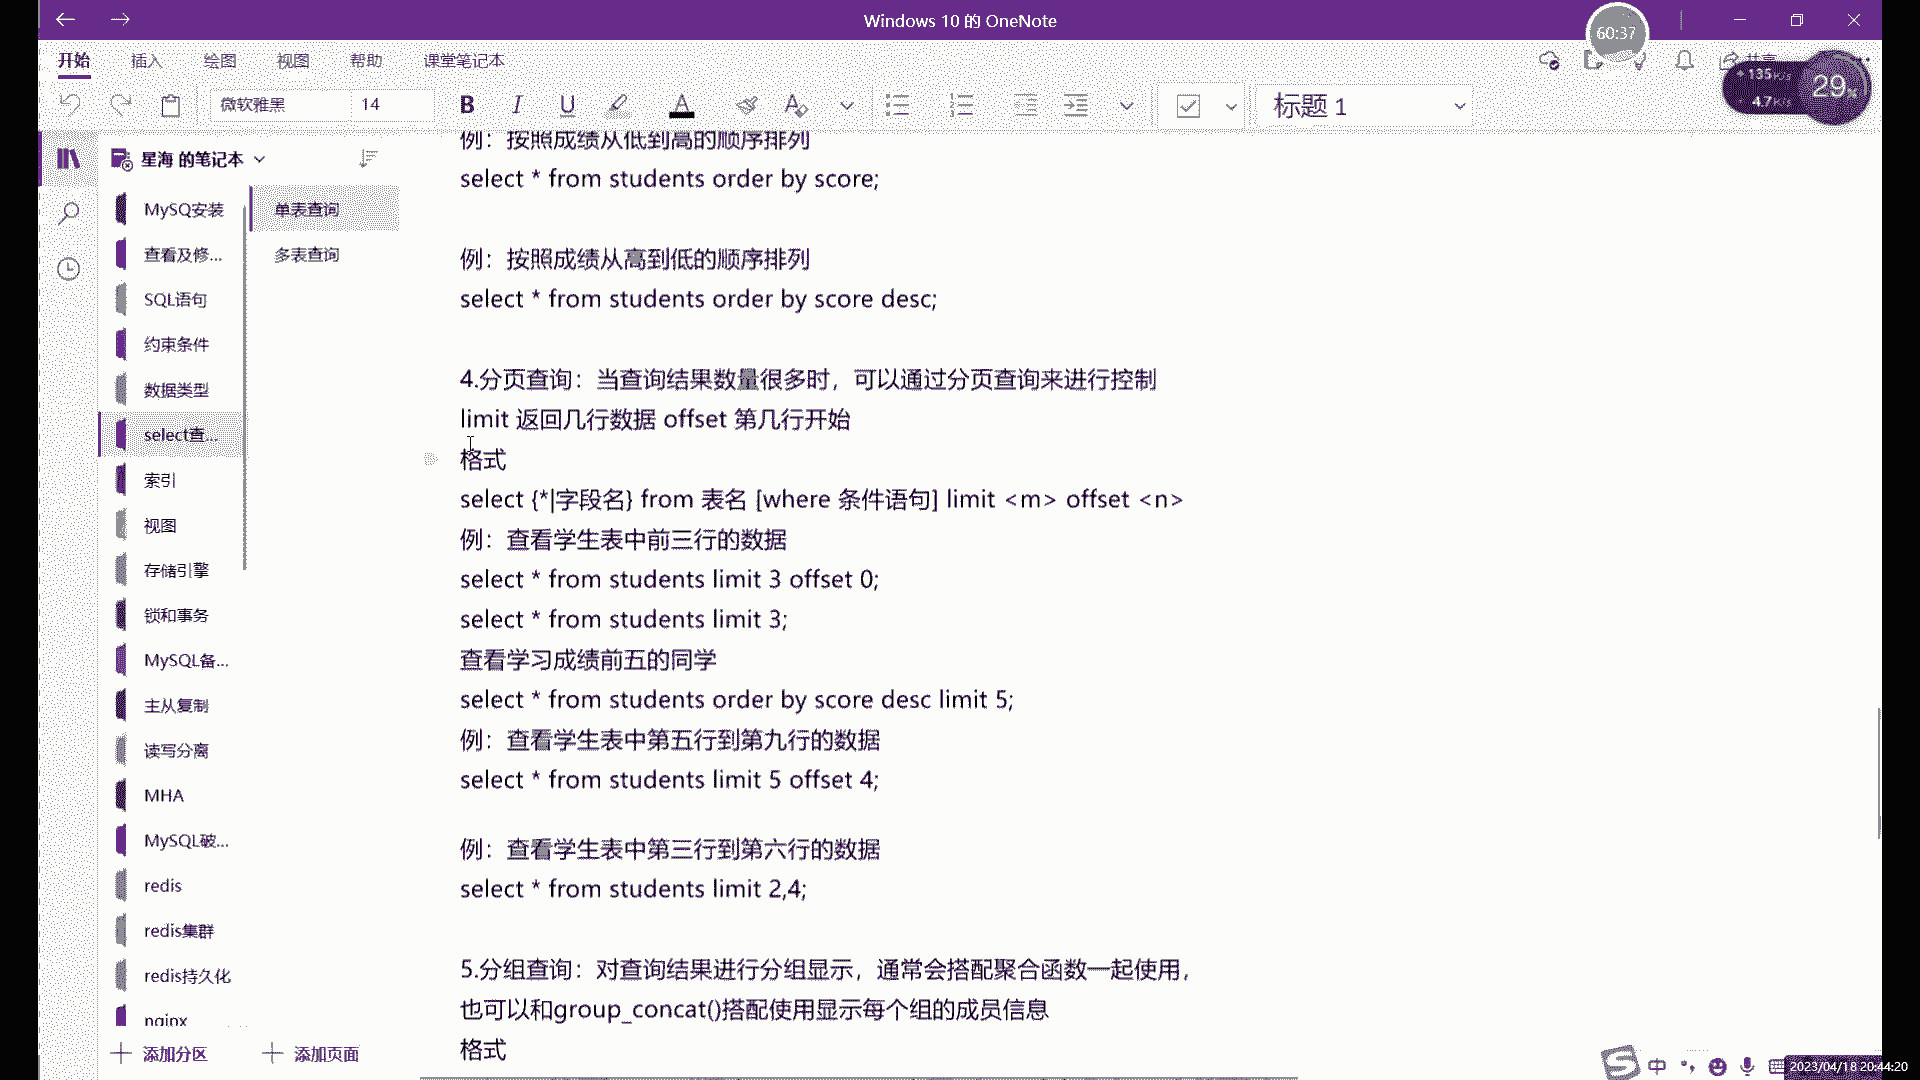 Windows 10 的 OneNote
60:37
开始 插入 绘图 视图 帮助 课堂笔记本
共享
135K/s
4.7K/s
29%
微软雅黑 14 B I U A A 标题 1
星海 的笔记本
MySQ安装
查看及修...
SQL语句
约束条件
数据类型
select查...
索引
视图
存储引擎
锁和事务
MySQL备...
主从复制
读写分离
MHA
MySQL破...
redis
redis集群
redis持久化
nginx
添加分区 添加页面
单表查询
多表查询
例：按照成绩从低到高的顺序排列
select * from students order by score;
例：按照成绩从高到低的顺序排列
select * from students order by score desc;
4.分页查询：当查询结果数量很多时，可以通过分页查询来进行控制
limit 返回几行数据 offset 第几行开始
格式
select {*|字段名} from 表名 [where 条件语句] limit <m> offset <n>
例：查看学生表中前三行的数据
select * from students limit 3 offset 0;
select * from students limit 3;
查看学习成绩前五的同学
select * from students order by score desc limit 5;
例：查看学生表中第五行到第九行的数据
select * from students limit 5 offset 4;
例：查看学生表中第三行到第六行的数据
select * from students limit 2,4;
5.分组查询：对查询结果进行分组显示，通常会搭配聚合函数一起使用，
也可以和group_concat()搭配使用显示每个组的成员信息
格式
中
2023/04/18 20:44:20